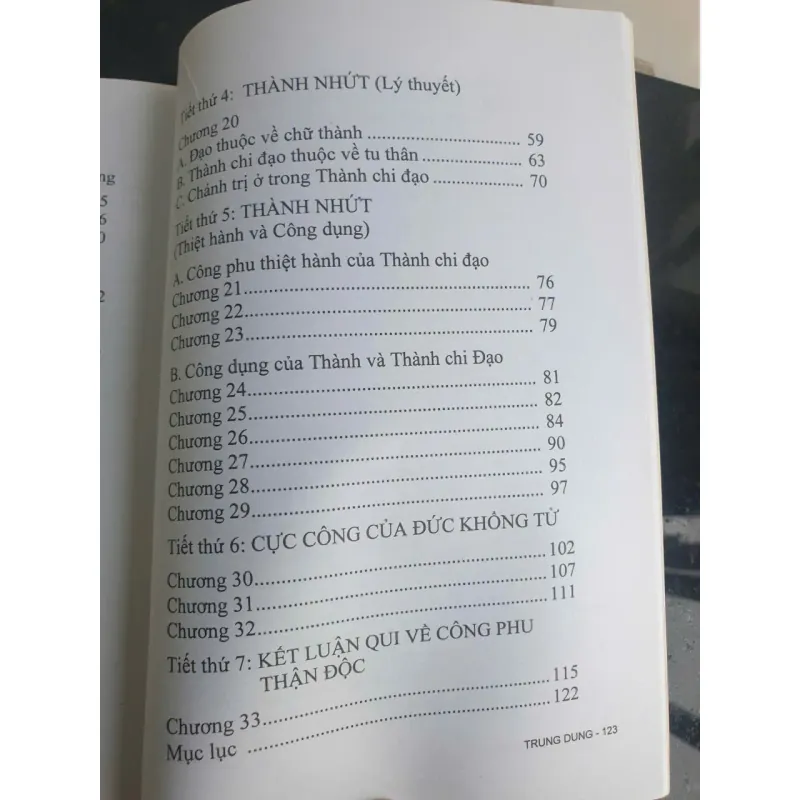 Tiết thứ 4: THÀNH NHỨT (Lý thuyết)
Chương 20
A. Đạo thuộc về chữ thành ................................ 59
B. Thành chi đạo thuộc về tu thân ..................... 63
C. Chánh trị ở trong Thành chi đạo ................... 70
Tiết thứ 5: THÀNH NHỨT
(Thiệt hành và Công dụng)
A. Công phu thiệt hành của Thành chi đạo
Chương 21...................................................... 76
Chương 22...................................................... 77
Chương 23...................................................... 79
B. Công dụng của Thành và Thành chi Đạo
Chương 24...................................................... 81
Chương 25...................................................... 82
Chương 26...................................................... 84
Chương 27...................................................... 90
Chương 28...................................................... 95
Chương 29...................................................... 97
Tiết thứ 6: CỰC CÔNG CỦA ĐỨC KHỔNG TỬ
Chương 30......................................................102
Chương 31......................................................107
Chương 32......................................................111
Tiết thứ 7: KẾT LUẬN QUI VỀ CÔNG PHU
THẬN ĐỘC
Chương 33......................................................115
Mục lục ......................................................122
TRUNG DUNG - 123
ng
5
6
0
2